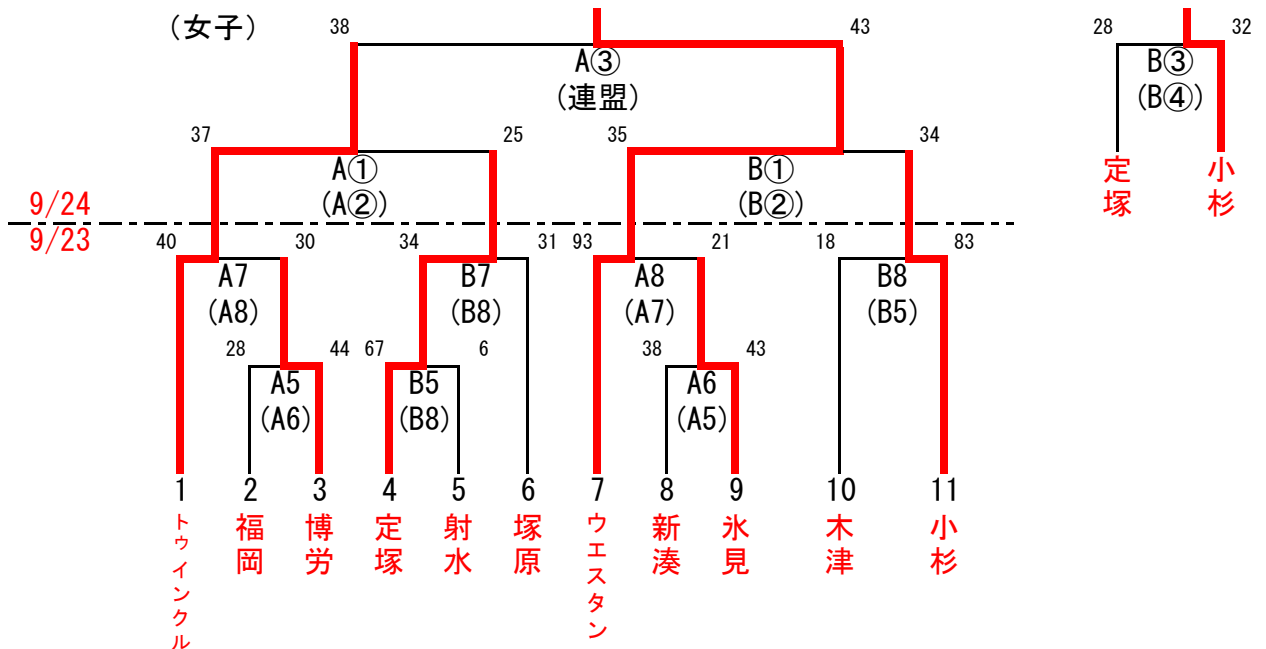 (女子)
38
43
28
32
A③
(連盟)
B③
(B④)
37
25
35
34
A①
(A②)
B①
(B②)
定塚
小杉
9/24
9/23
40
30
34
31
93
21
18
83
A7
(A8)
B7
(B8)
A8
(A7)
B8
(B5)
28
44
67
6
38
43
A5
(A6)
B5
(B8)
A6
(A5)
1
2
3
4
5
6
7
8
9
10
11
トゥインクル
福岡
博労
定塚
射水
塚原
ウエスタン
新湊
氷見
木津
小杉